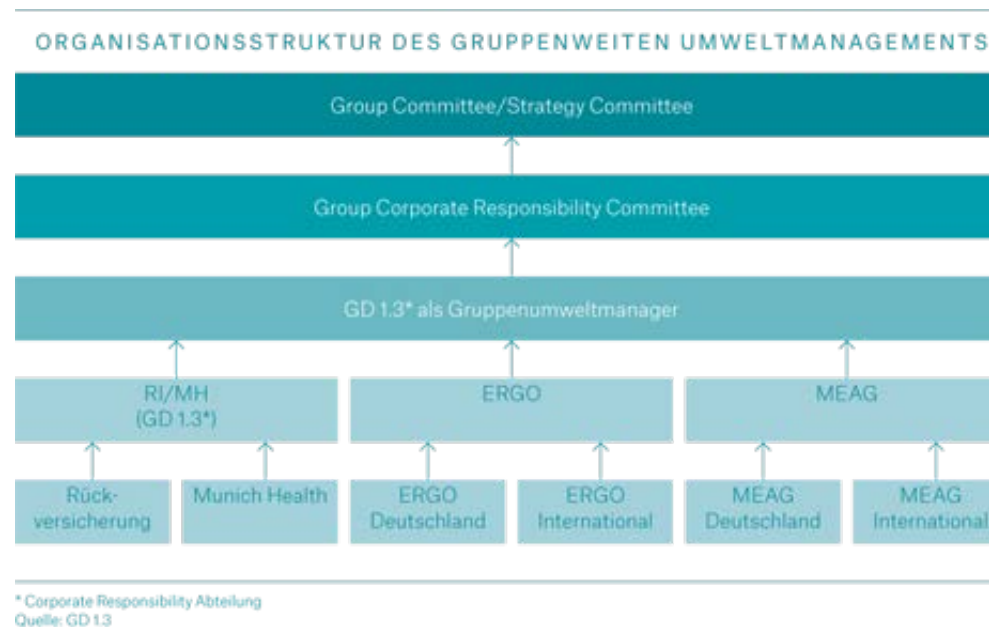 ORGANISATIONSSTRUKTUR DES GRUPPENWEITEN UMWELTMANAGEMENTS
Group Committee/Strategy Committee
Group Corporate Responsibility Committee
GD 1.3* als Gruppenumweltmanager
RI/MH
(GD 1.3*)
ERGO
MEAG
Rück-
versicherung
Munich Health
ERGO
Deutschland
ERGO
International
MEAG
Deutschland
MEAG
International
* Corporate Responsibility Abteilung
Quelle: GD 1.3